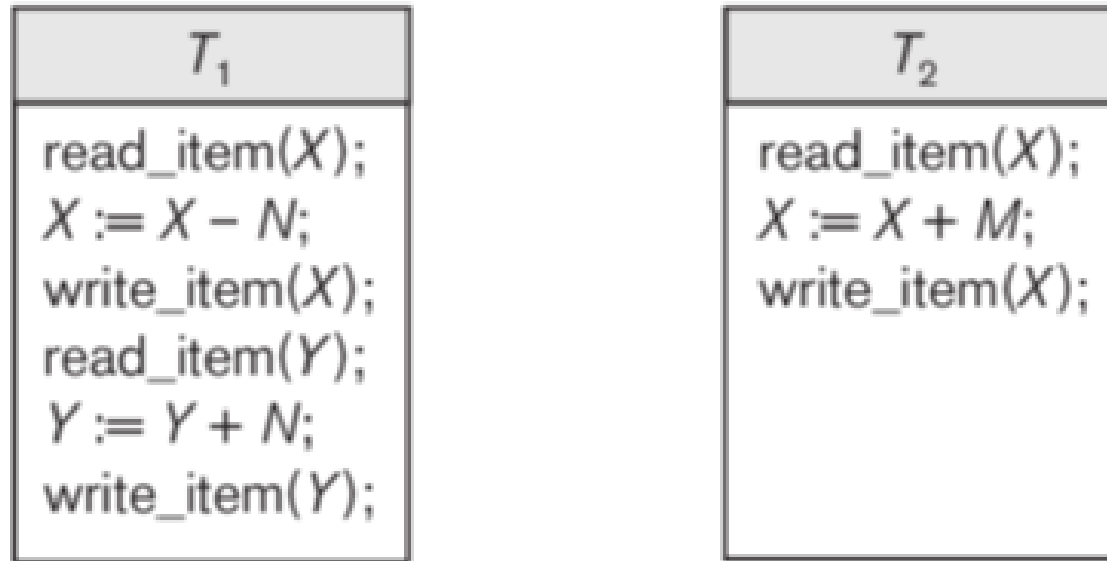 T₁
read_item(X);
X := X – N;
write_item(X);
read_item(Y);
Y := Y + N;
write_item(Y);
T₂
read_item(X);
X := X + M;
write_item(X);